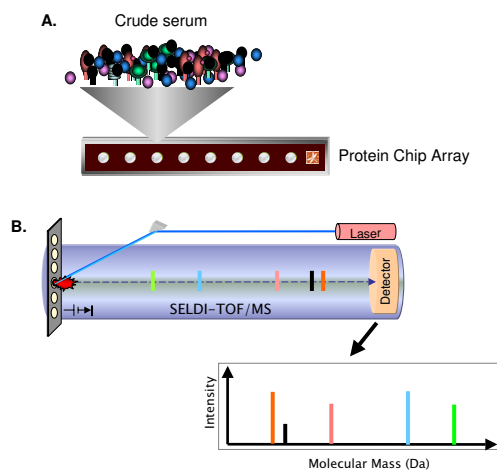 A.
Crude serum
Protein Chip Array
B.
Laser
Detector
SELDI-TOF/MS
Intensity
Molecular Mass (Da)